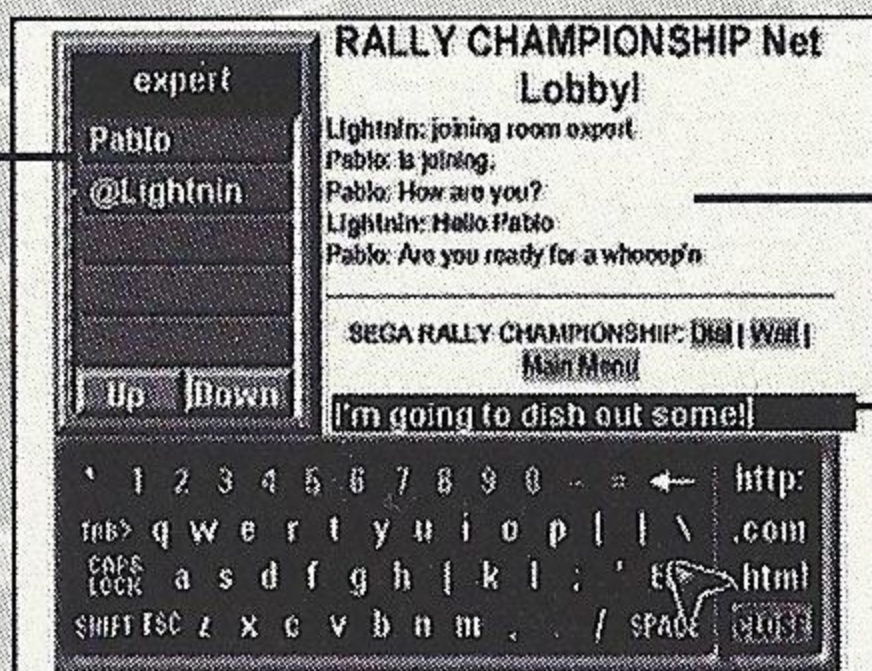 expert
Pablo
@Lightnin
Up Down
RALLY CHAMPIONSHIP Net
Lobby!
Lightnin: joining room expert
Pablo: is joining.
Pablo: How are you?
Lightnin: Hello Pablo
Pablo: Are you ready for a whooop'n
SEGA RALLY CHAMPIONSHIP: Dial | Wait |
Main Menu
I'm going to dish out some!
` 1 2 3 4 5 6 7 8 9 0 - = ← http:
TAB> q w e r t y u i o p [ ] \ .com
CAPS LOCK a s d f g h j k l ; ' .html
SHIFT ESC z x c v b n m , . / SPACE close